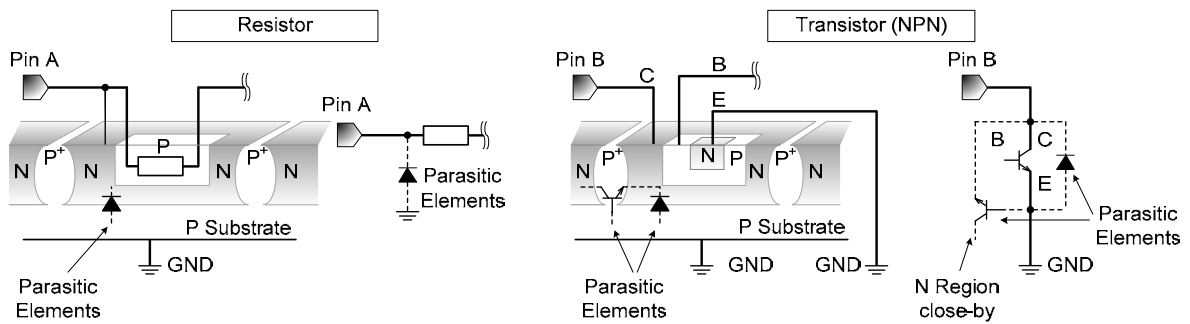 Resistor
Transistor (NPN)
Pin A
Pin A
N
P+
N
P
N
P+
N
Parasitic
Elements
P Substrate
GND
Parasitic
Elements
Pin B
C
B
E
N
P+
N
N
P
P+
N
P Substrate
GND
GND
Parasitic
Elements
Pin B
B
C
E
Parasitic
Elements
GND
N Region
close-by